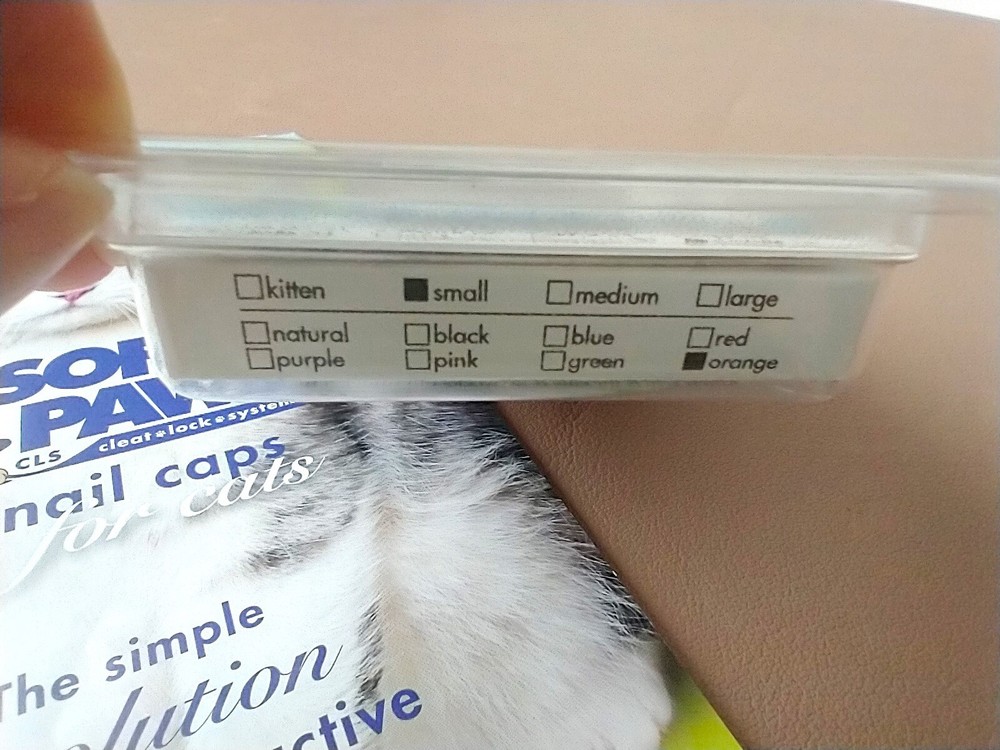 ☐ kitten ■ small ☐ medium ☐ large
☐ natural ☐ black ☐ blue ☐ red
☐ purple ☐ pink ☐ green ■ orange
PAW
CLS cleat*lock*system
nail caps
for cats
The simple